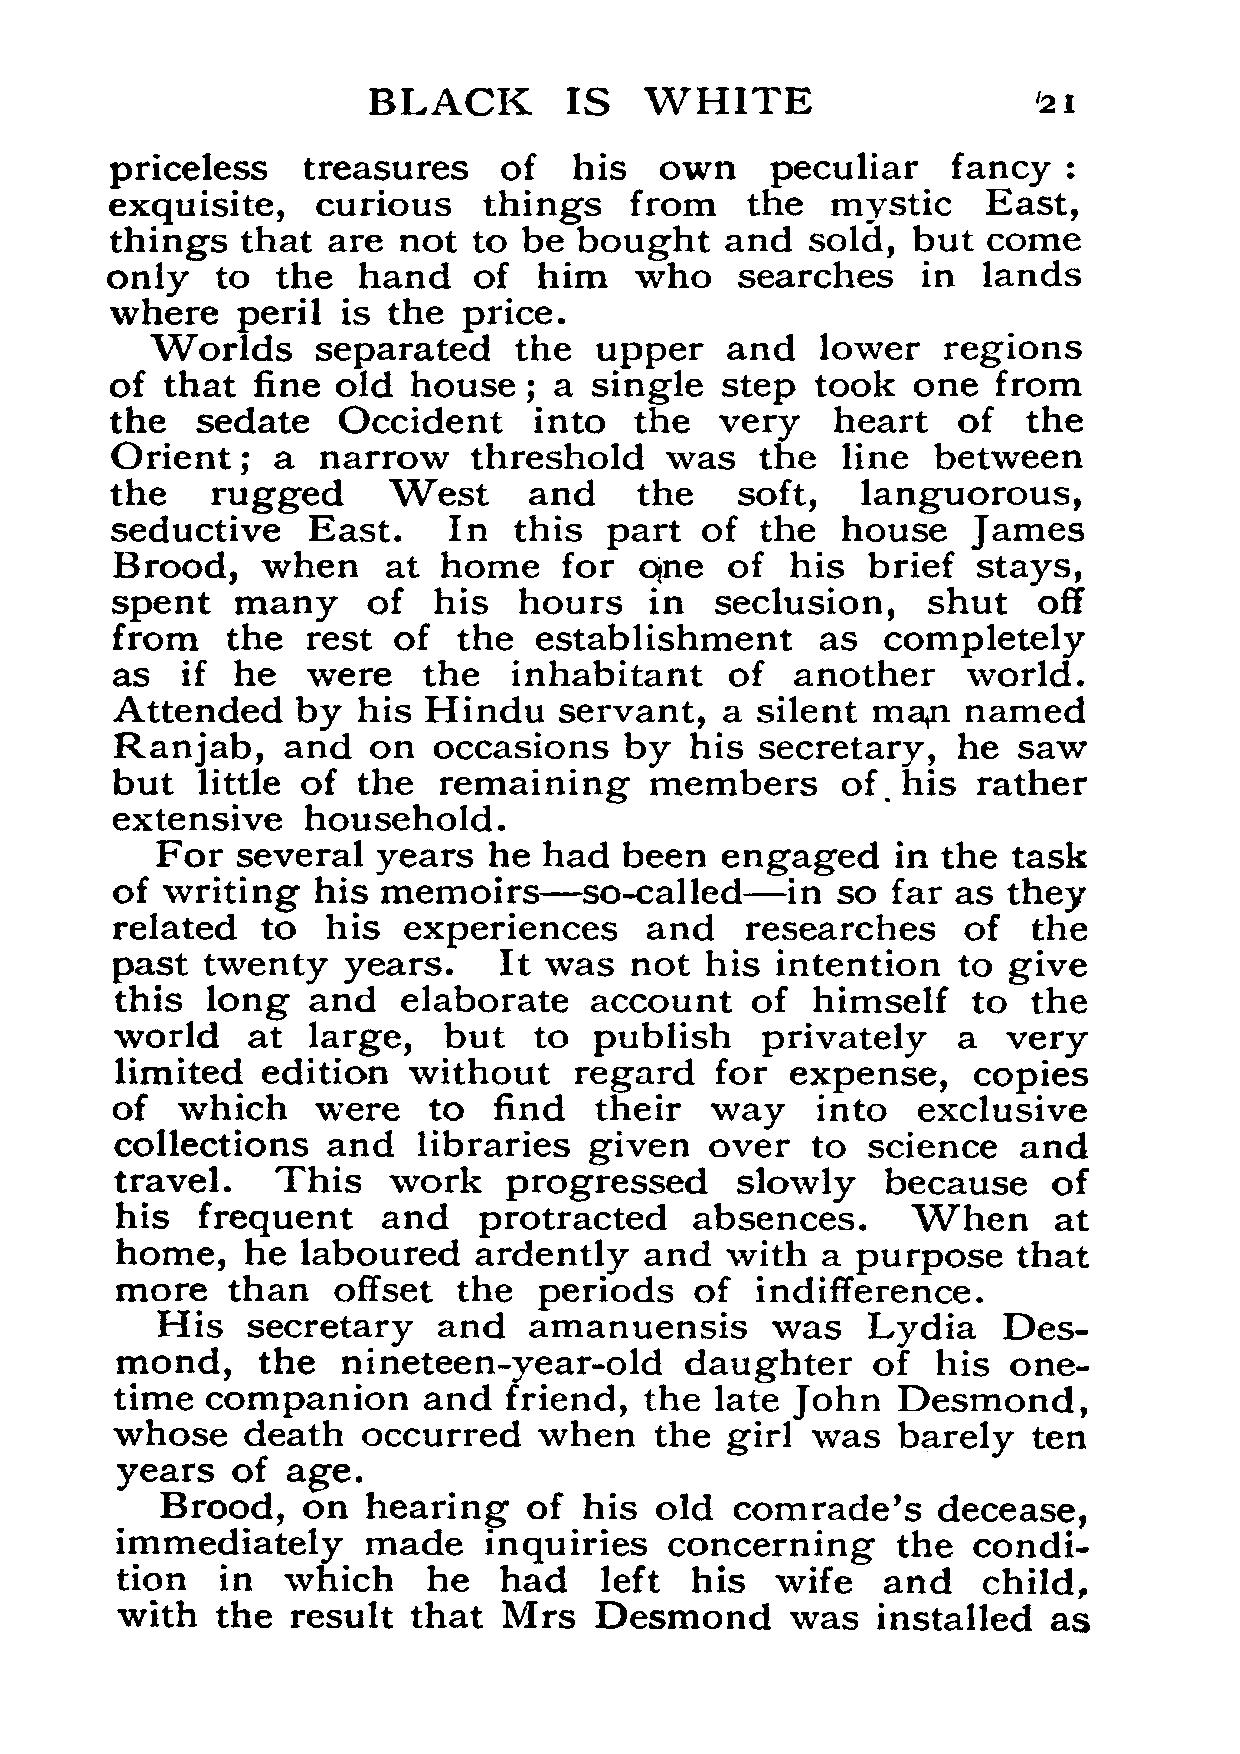 BLACK IS WHITE 21
priceless treasures of his own peculiar fancy :
exquisite, curious things from the mystic East,
things that are not to be bought and sold, but come
only to the hand of him who searches in lands
where peril is the price.
Worlds separated the upper and lower regions
of that fine old house ; a single step took one from
the sedate Occident into the very heart of the
Orient ; a narrow threshold was the line between
the rugged West and the soft, languorous,
seductive East. In this part of the house James
Brood, when at home for one of his brief stays,
spent many of his hours in seclusion, shut off
from the rest of the establishment as completely
as if he were the inhabitant of another world.
Attended by his Hindu servant, a silent man named
Ranjab, and on occasions by his secretary, he saw
but little of the remaining members of his rather
extensive household.
For several years he had been engaged in the task
of writing his memoirs—so-called—in so far as they
related to his experiences and researches of the
past twenty years. It was not his intention to give
this long and elaborate account of himself to the
world at large, but to publish privately a very
limited edition without regard for expense, copies
of which were to find their way into exclusive
collections and libraries given over to science and
travel. This work progressed slowly because of
his frequent and protracted absences. When at
home, he laboured ardently and with a purpose that
more than offset the periods of indifference.
His secretary and amanuensis was Lydia Des-
mond, the nineteen-year-old daughter of his one-
time companion and friend, the late John Desmond,
whose death occurred when the girl was barely ten
years of age.
Brood, on hearing of his old comrade's decease,
immediately made inquiries concerning the condi-
tion in which he had left his wife and child,
with the result that Mrs Desmond was installed as